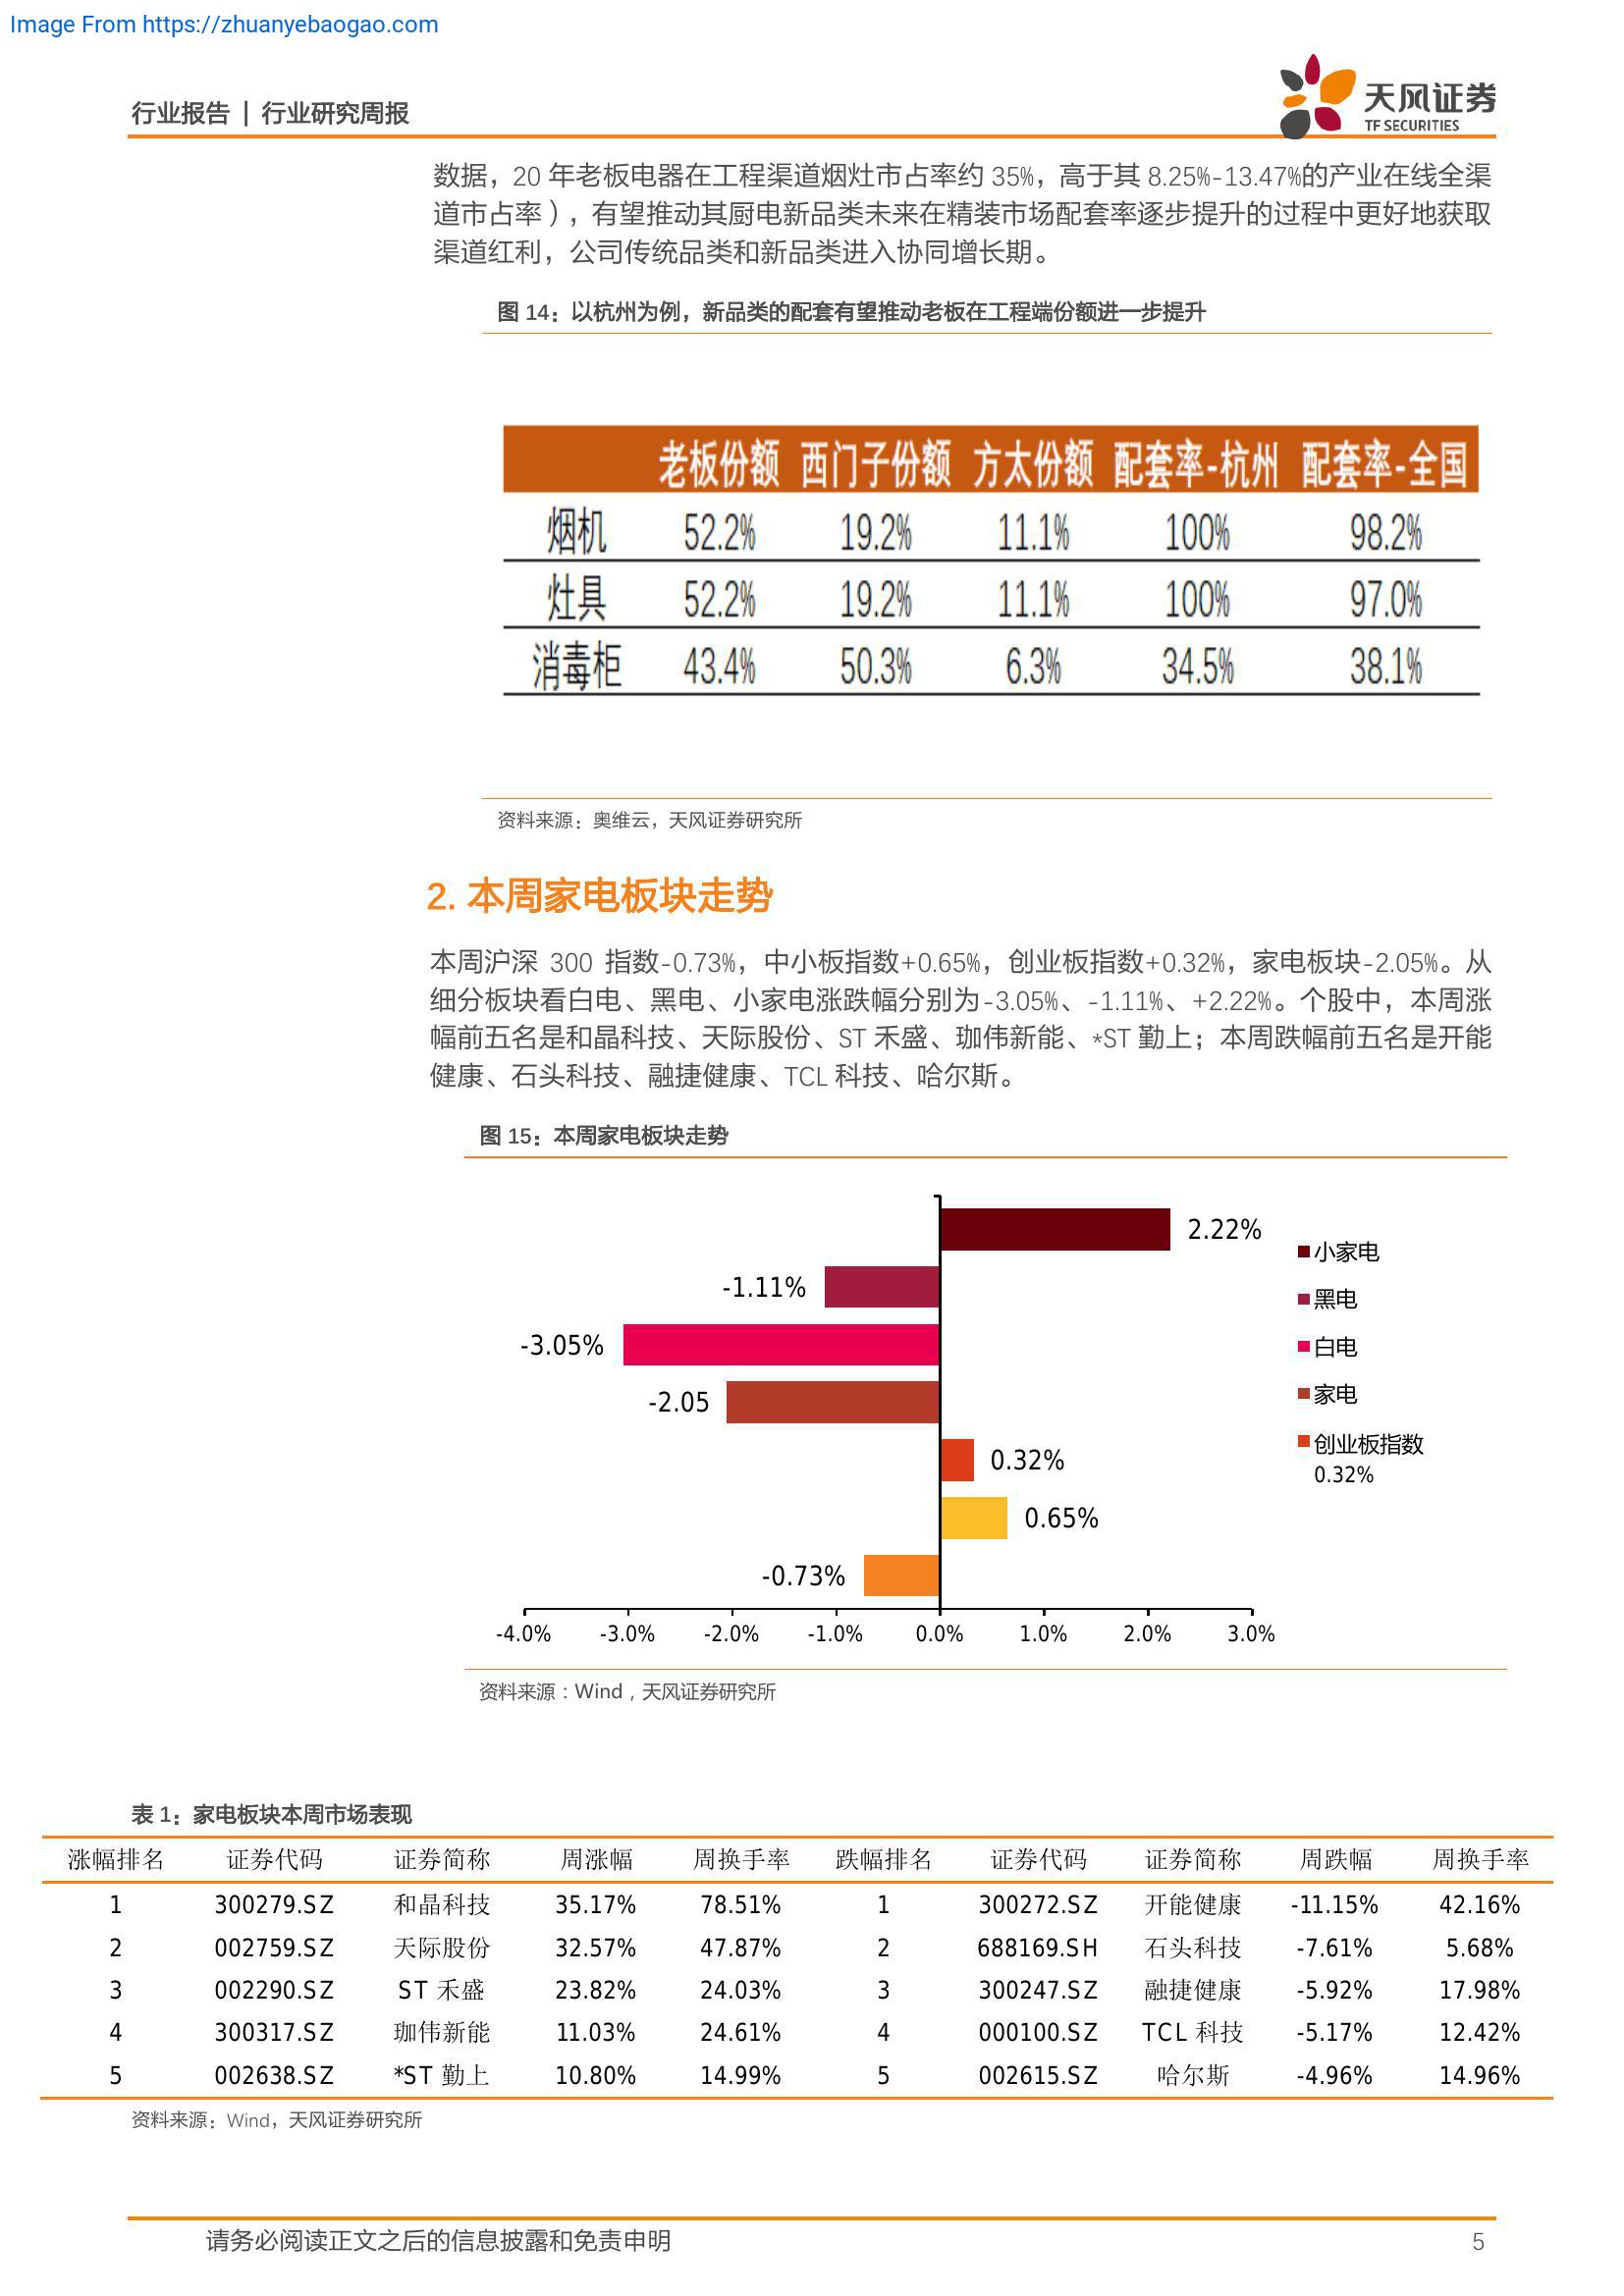 Image From https://zhuanyebaogao.com
行业报告 | 行业研究周报
天风证券
TF SECURITIES
数据，20 年老板电器在工程渠道烟灶市占率约 35%，高于其 8.25%-13.47%的产业在线全渠
道市占率），有望推动其厨电新品类未来在精装市场配套率逐步提升的过程中更好地获取
渠道红利，公司传统品类和新品类进入协同增长期。
图 14：以杭州为例，新品类的配套有望推动老板在工程端份额进一步提升
老板份额 西门子份额 方太份额 配套率-杭州 配套率-全国
烟机 52.2% 19.2% 11.1% 100% 98.2%
灶具 52.2% 19.2% 11.1% 100% 97.0%
消毒柜 43.4% 50.3% 6.3% 34.5% 38.1%
资料来源：奥维云，天风证券研究所
2. 本周家电板块走势
本周沪深 300 指数-0.73%，中小板指数+0.65%，创业板指数+0.32%，家电板块-2.05%。从
细分板块看白电、黑电、小家电涨跌幅分别为-3.05%、-1.11%、+2.22%。个股中，本周涨
幅前五名是和晶科技、天际股份、ST 禾盛、珈伟新能、*ST 勤上；本周跌幅前五名是开能
健康、石头科技、融捷健康、TCL 科技、哈尔斯。
图 15：本周家电板块走势
2.22%
-1.11%
-3.05%
-2.05
0.32%
0.65%
-0.73%
-4.0% -3.0% -2.0% -1.0% 0.0% 1.0% 2.0% 3.0%
小家电
黑电
白电
家电
创业板指数
0.32%
资料来源：Wind，天风证券研究所
表 1：家电板块本周市场表现
涨幅排名 证券代码 证券简称 周涨幅 周换手率 跌幅排名 证券代码 证券简称 周跌幅 周换手率
1 300279.SZ 和晶科技 35.17% 78.51% 1 300272.SZ 开能健康 -11.15% 42.16%
2 002759.SZ 天际股份 32.57% 47.87% 2 688169.SH 石头科技 -7.61% 5.68%
3 002290.SZ ST 禾盛 23.82% 24.03% 3 300247.SZ 融捷健康 -5.92% 17.98%
4 300317.SZ 珈伟新能 11.03% 24.61% 4 000100.SZ TCL 科技 -5.17% 12.42%
5 002638.SZ *ST 勤上 10.80% 14.99% 5 002615.SZ 哈尔斯 -4.96% 14.96%
资料来源：Wind，天风证券研究所
请务必阅读正文之后的信息披露和免责申明 5